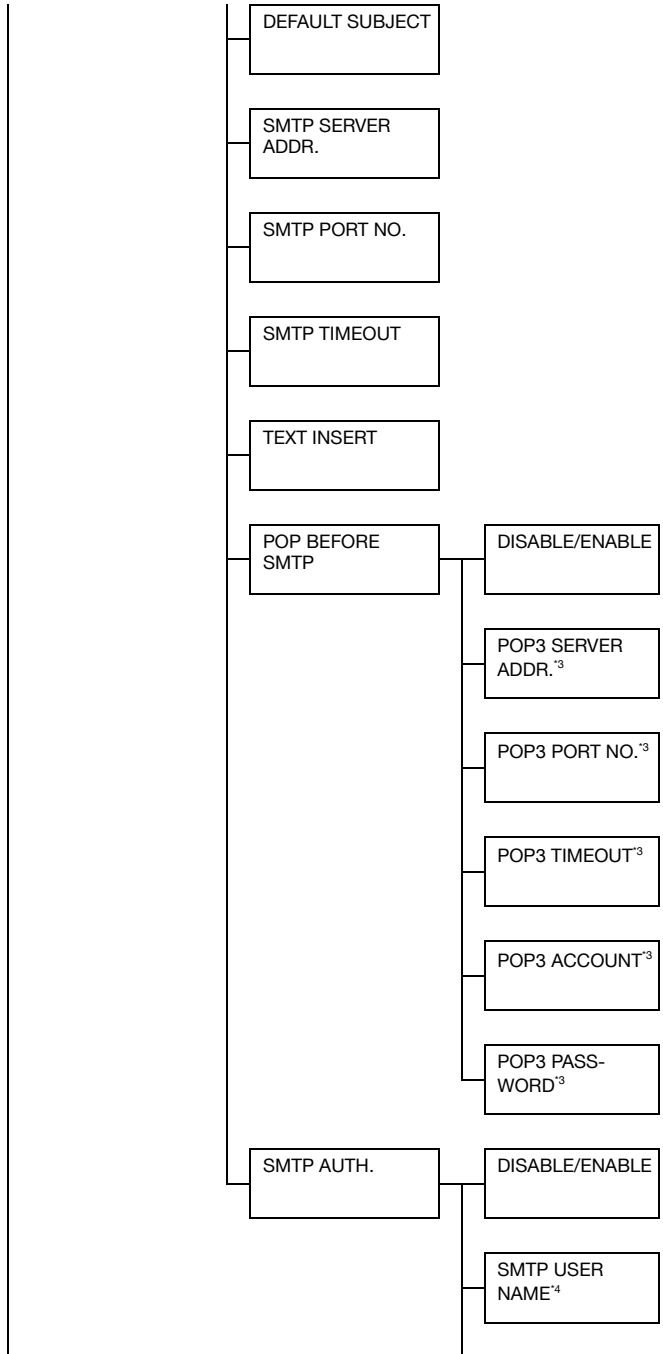 DEFAULT SUBJECT
SMTP SERVER
ADDR.
SMTP PORT NO.
SMTP TIMEOUT
TEXT INSERT
POP BEFORE
SMTP
DISABLE/ENABLE
POP3 SERVER
ADDR.*3
POP3 PORT NO.*3
POP3 TIMEOUT*3
POP3 ACCOUNT*3
POP3 PASS-
WORD*3
SMTP AUTH.
DISABLE/ENABLE
SMTP USER
NAME*4